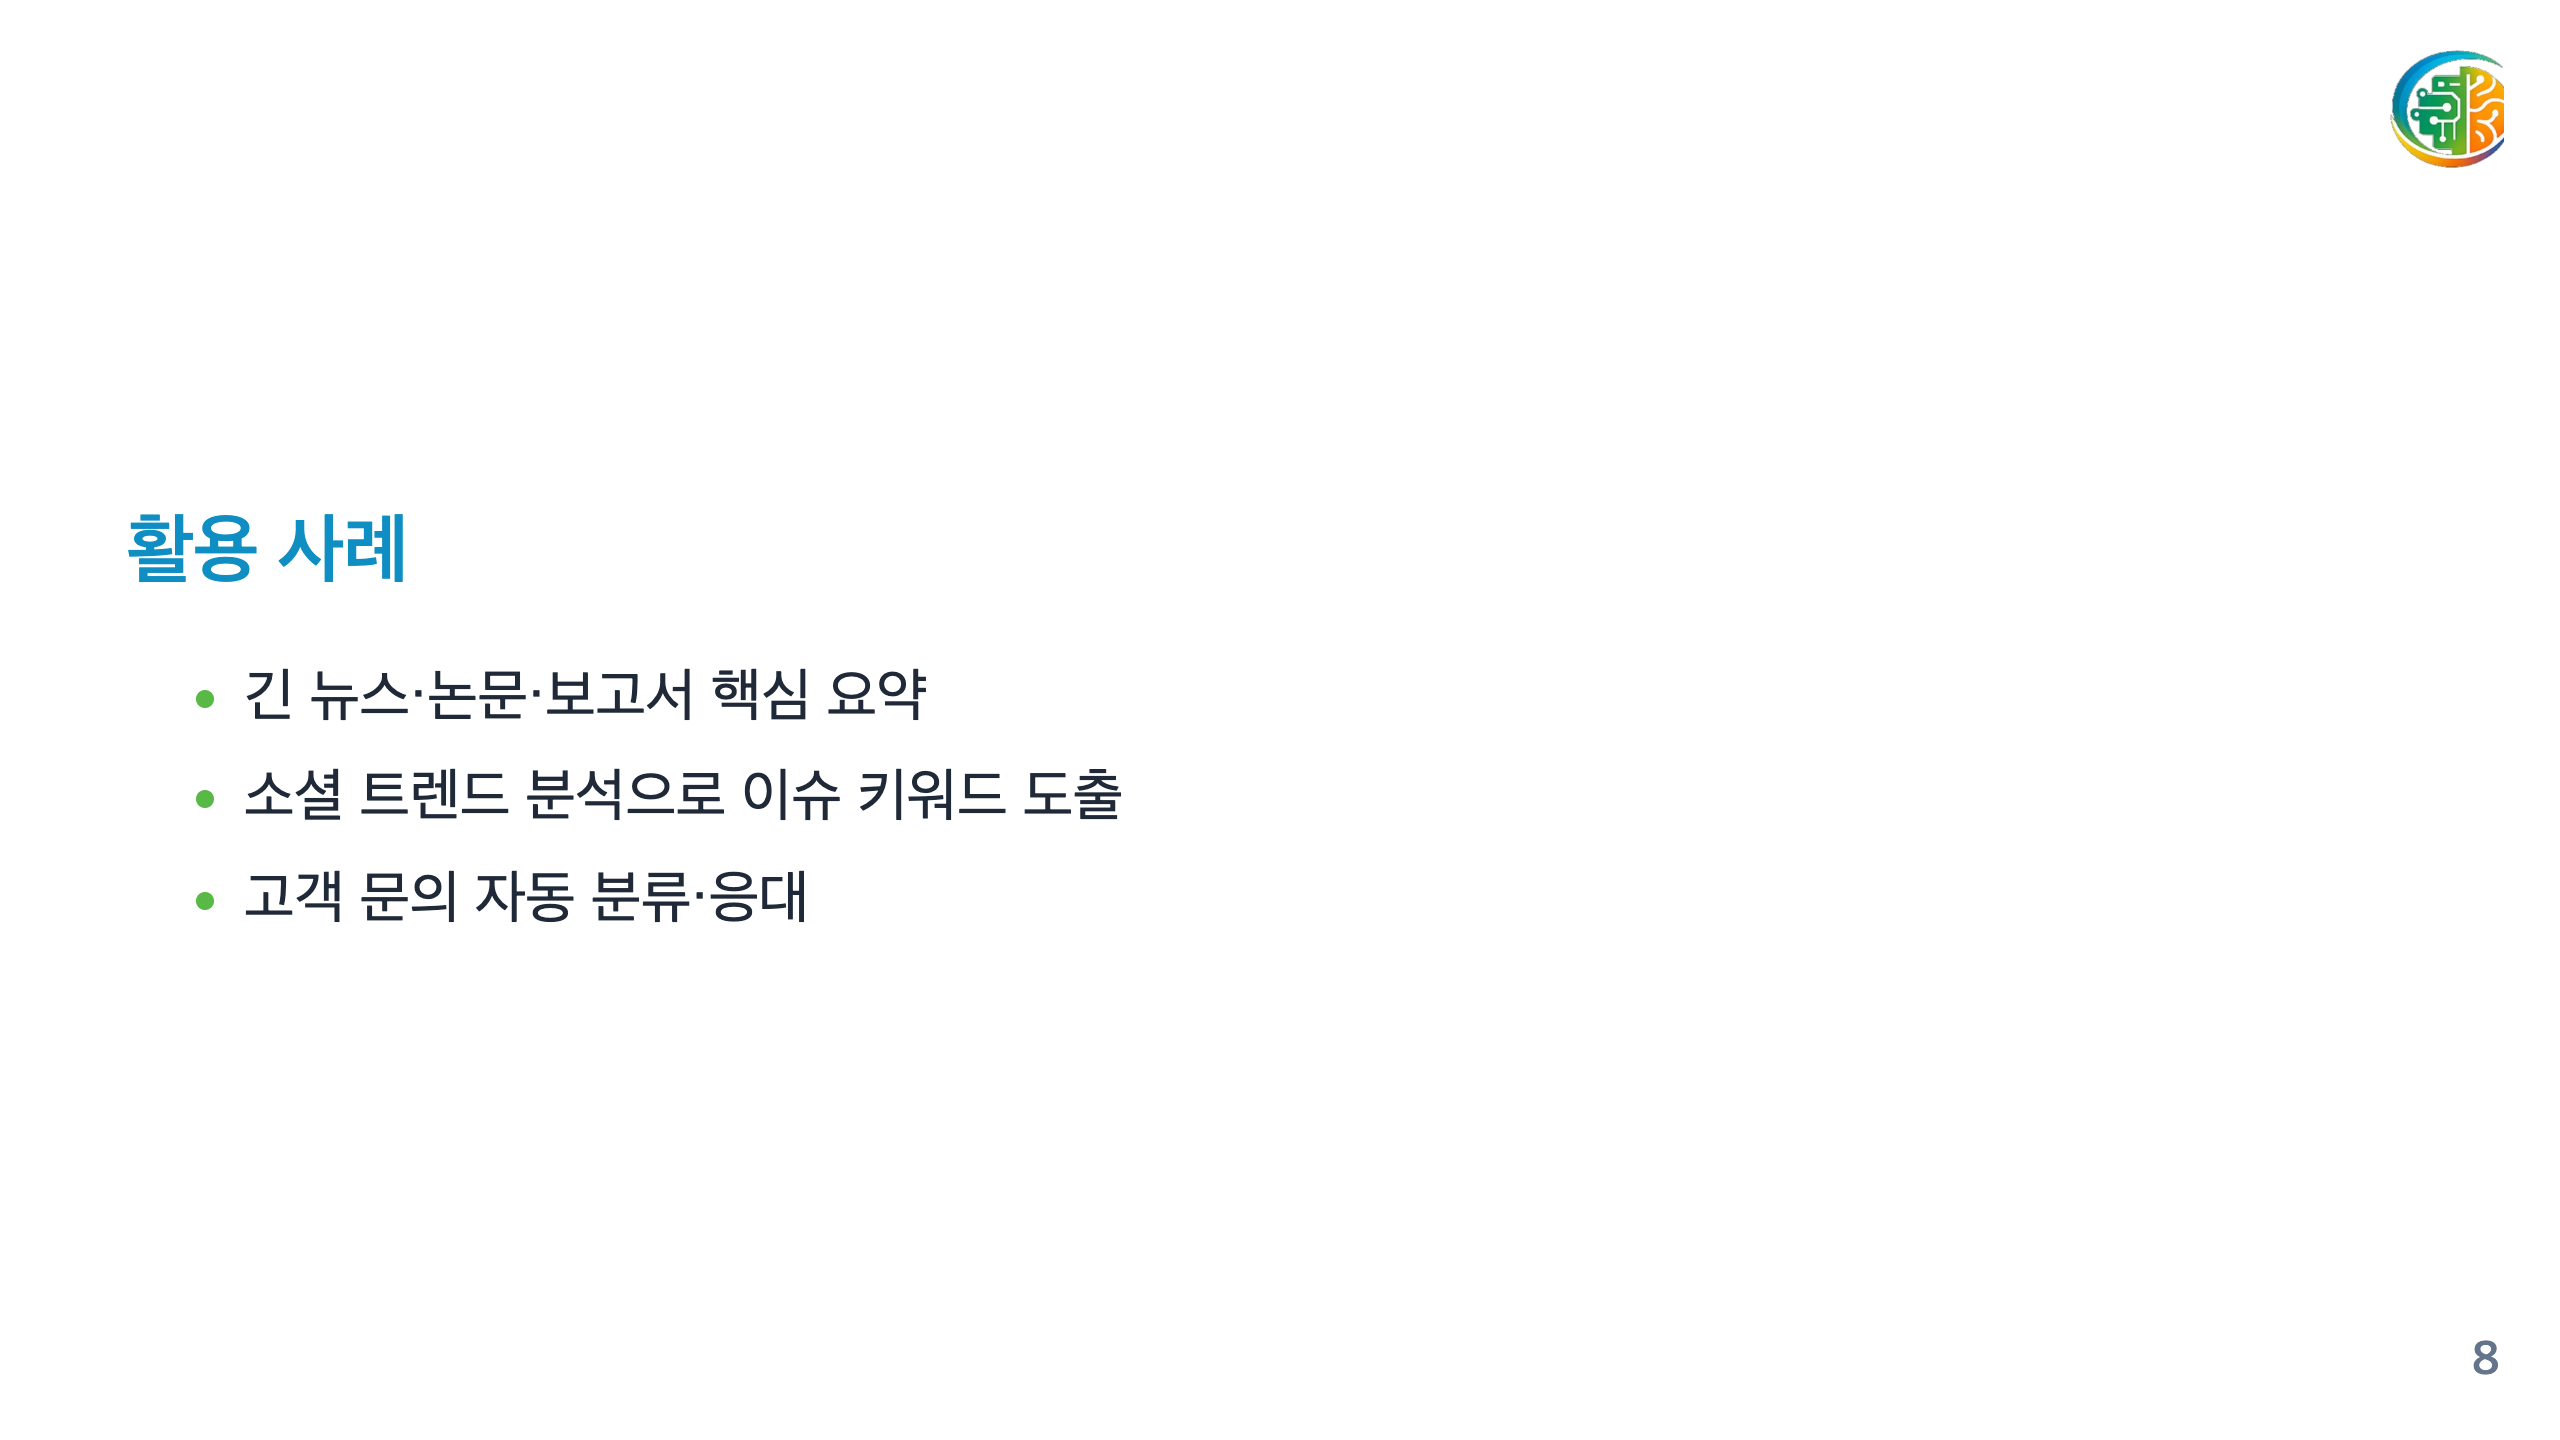 활용 사례
긴 뉴스·논문·보고서 핵심 요약
소셜 트렌드 분석으로 이슈 키워드 도출
고객 문의 자동 분류·응대
8